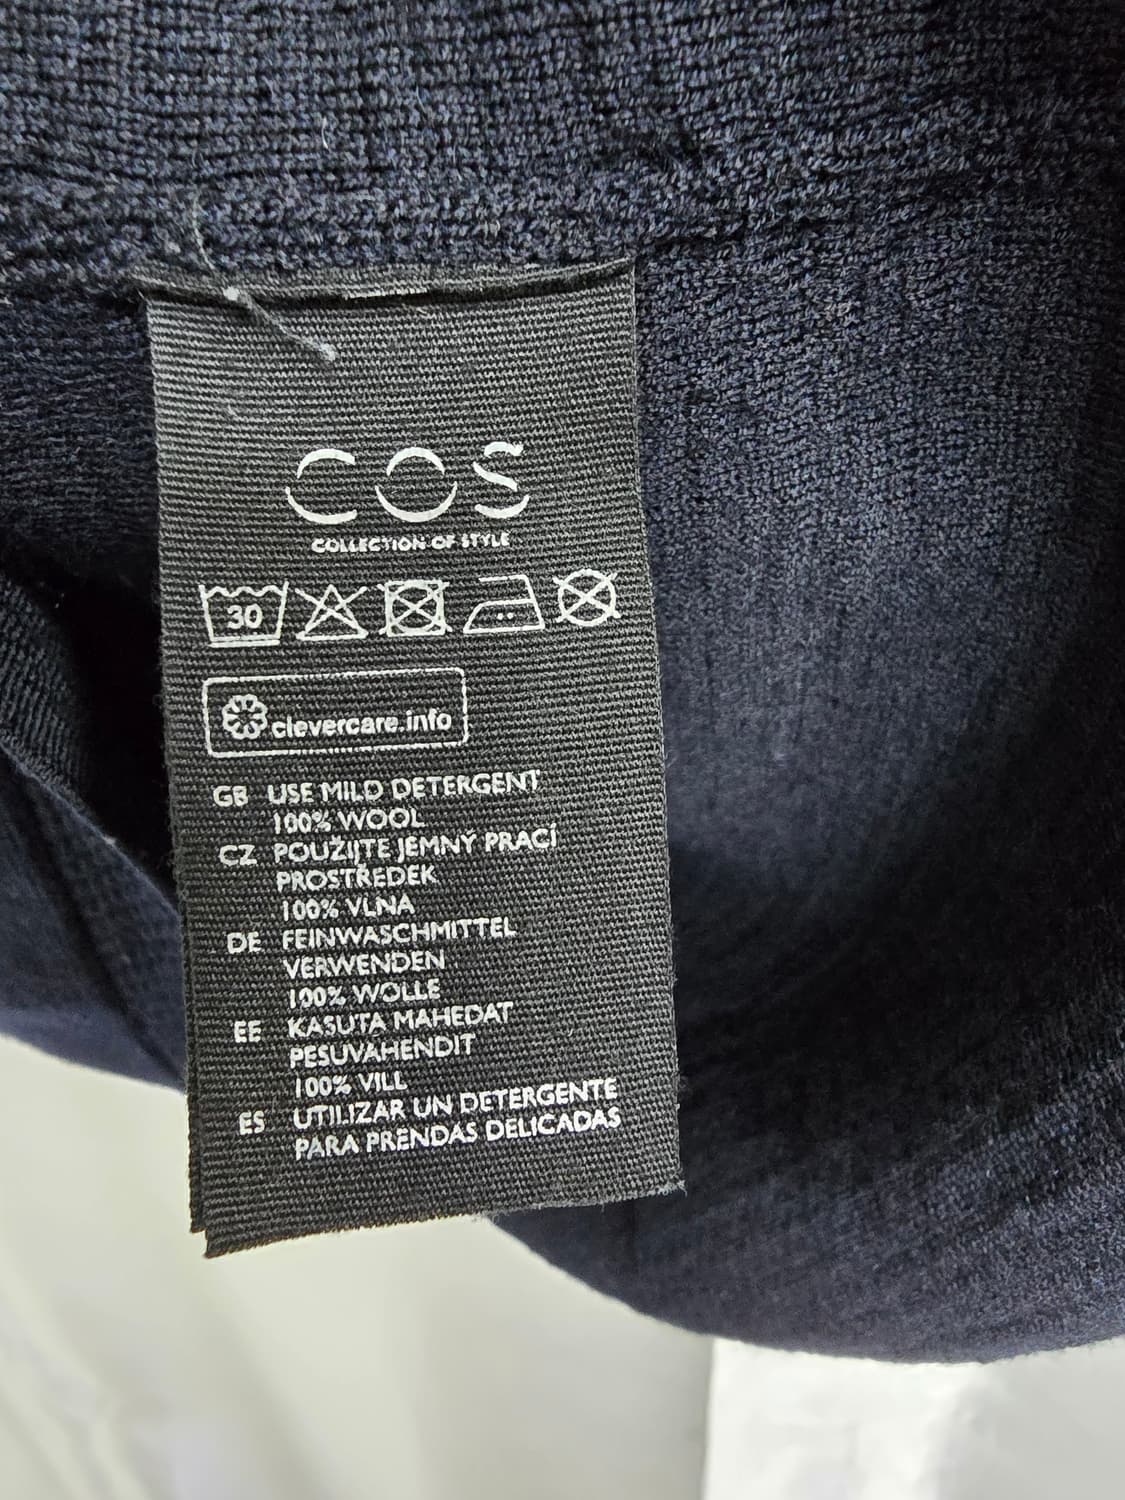 COS
COLLECTION OF STYLE
30
clevercare.info
GB USE MILD DETERGENT
100% WOOL
CZ POUŽIJTE JEMNÝ PRACÍ
PROSTŘEDEK
100% VLNA
DE FEINWASCHMITTEL
VERWENDEN
100% WOLLE
EE KASUTA MAHEDAT
PESUVAHENDIT
100% VILL
ES UTILIZAR UN DETERGENTE
PARA PRENDAS DELICADAS